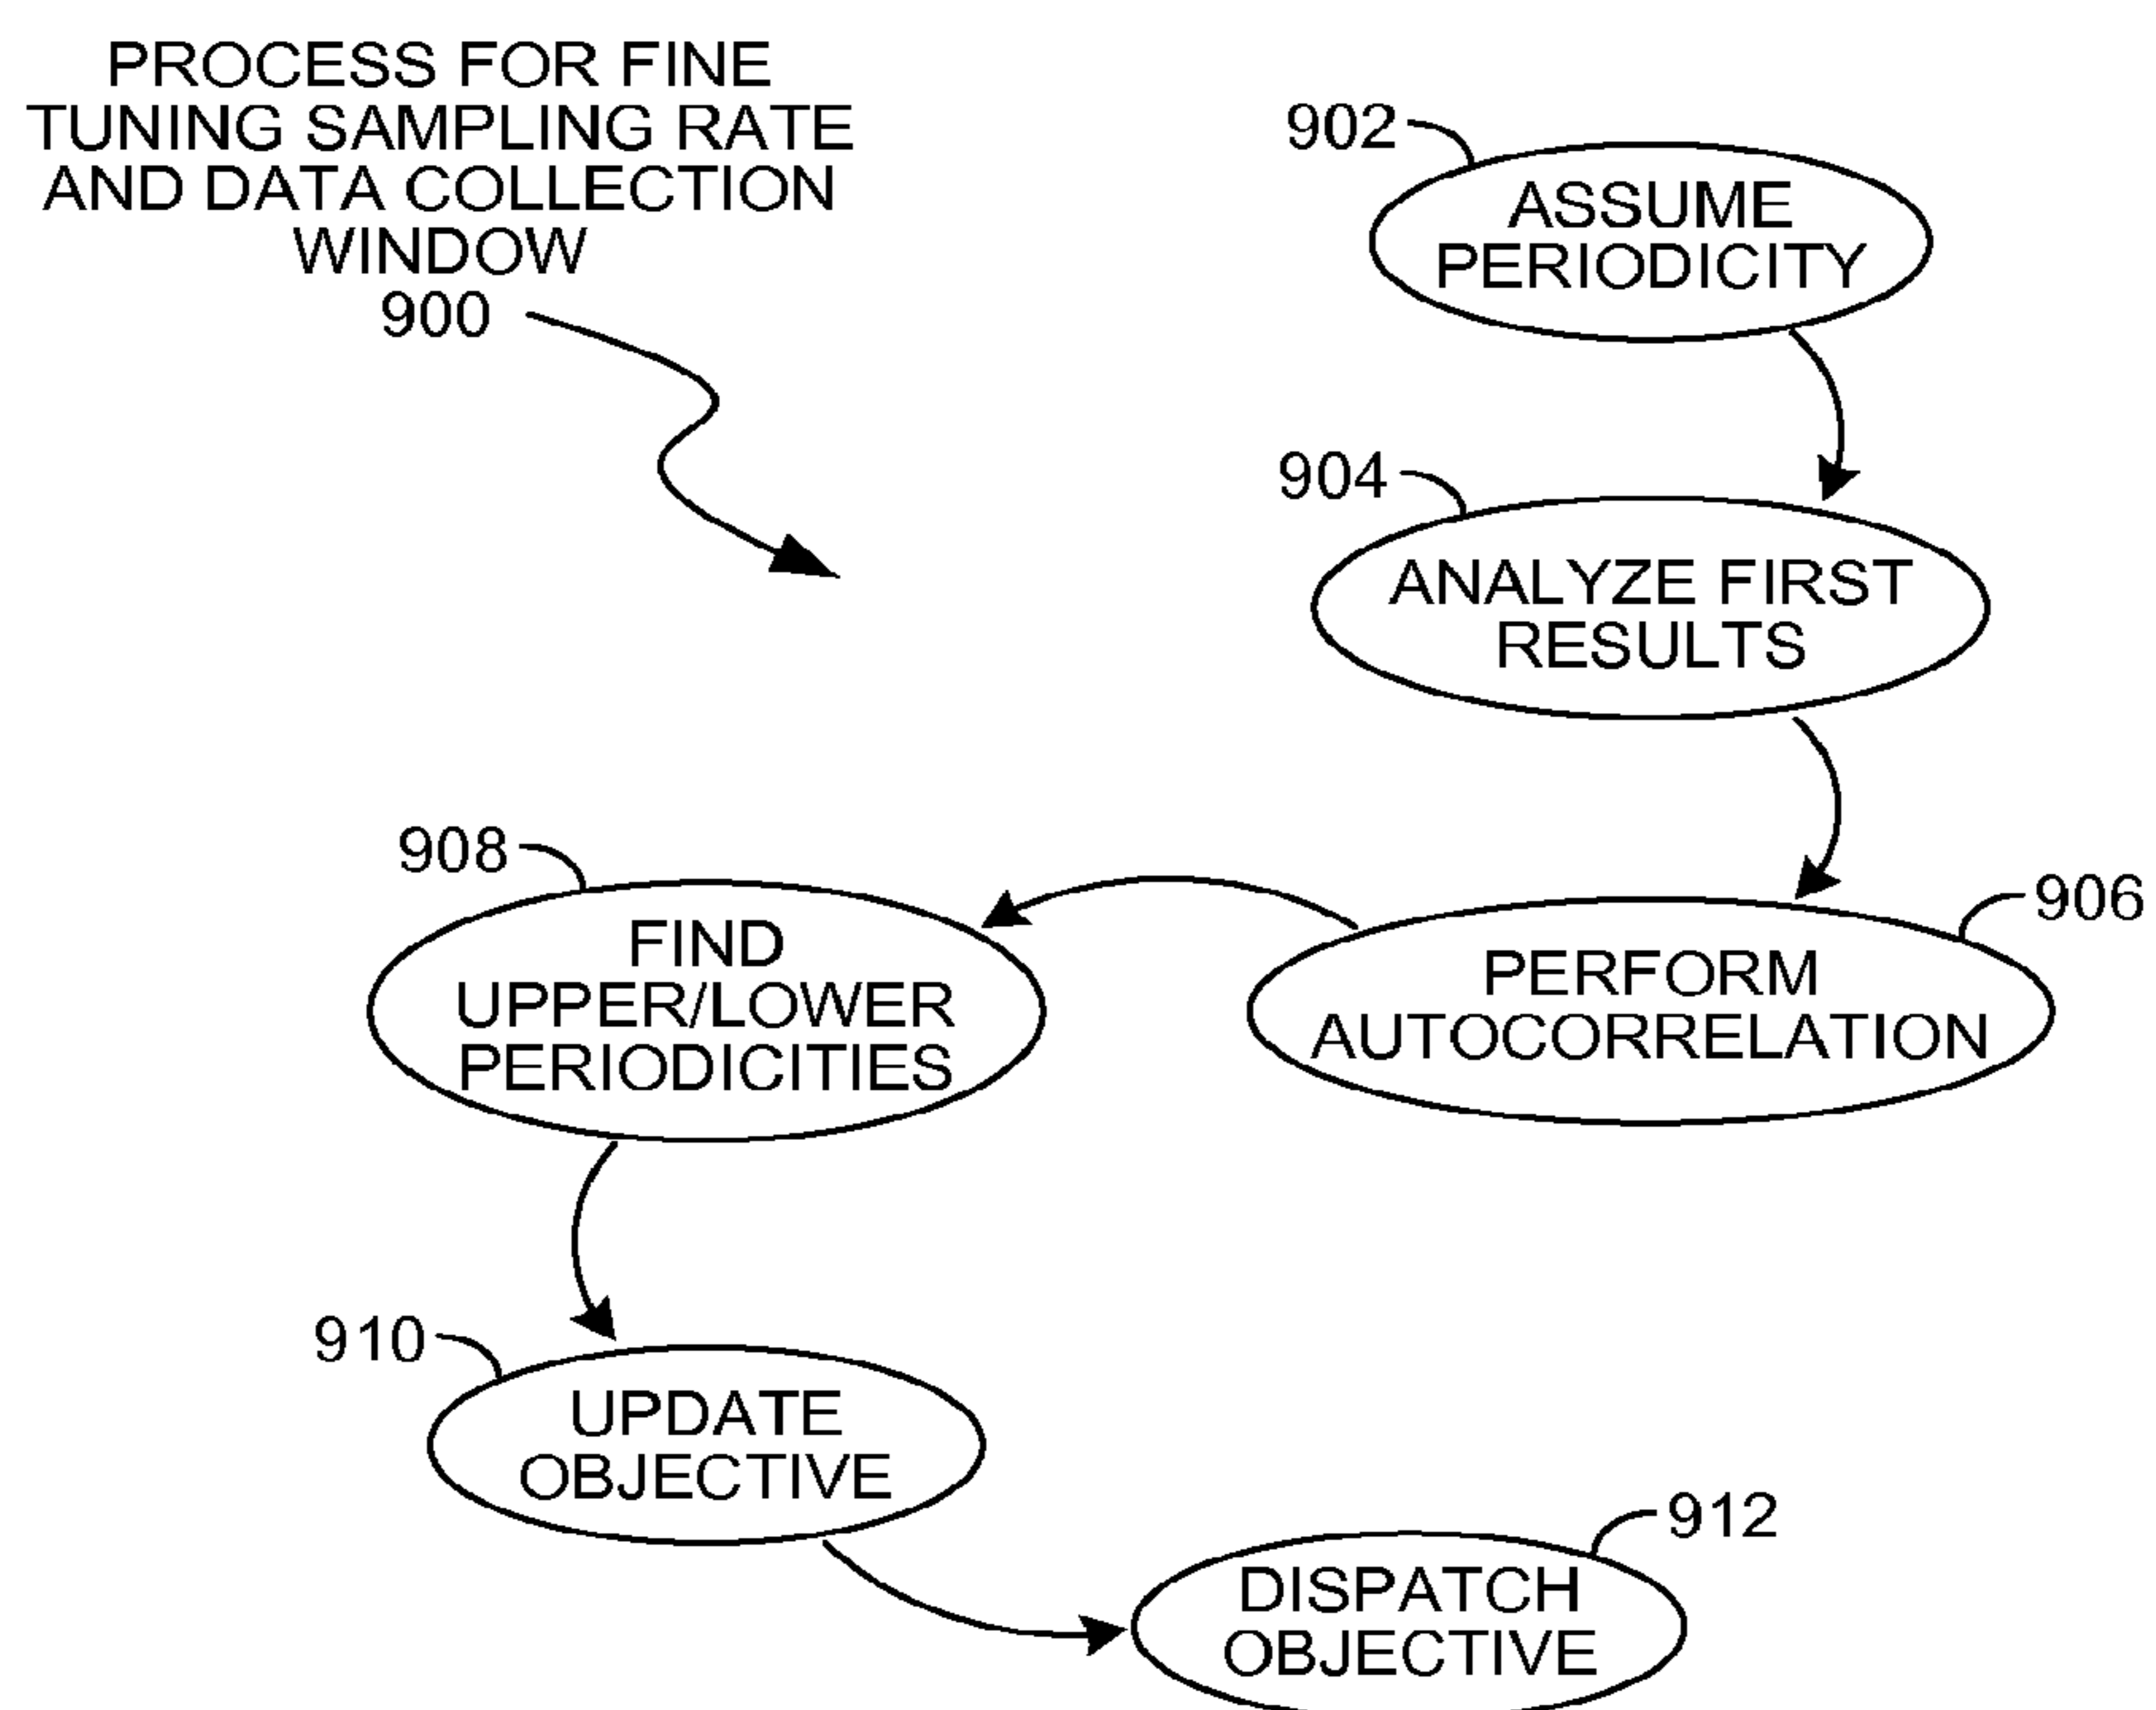 PROCESS FOR FINE
TUNING SAMPLING RATE
AND DATA COLLECTION
WINDOW
900
902
ASSUME
PERIODICITY
904
ANALYZE FIRST
RESULTS
906
PERFORM
AUTOCORRELATION
908
FIND
UPPER/LOWER
PERIODICITIES
910
UPDATE
OBJECTIVE
912
DISPATCH
OBJECTIVE